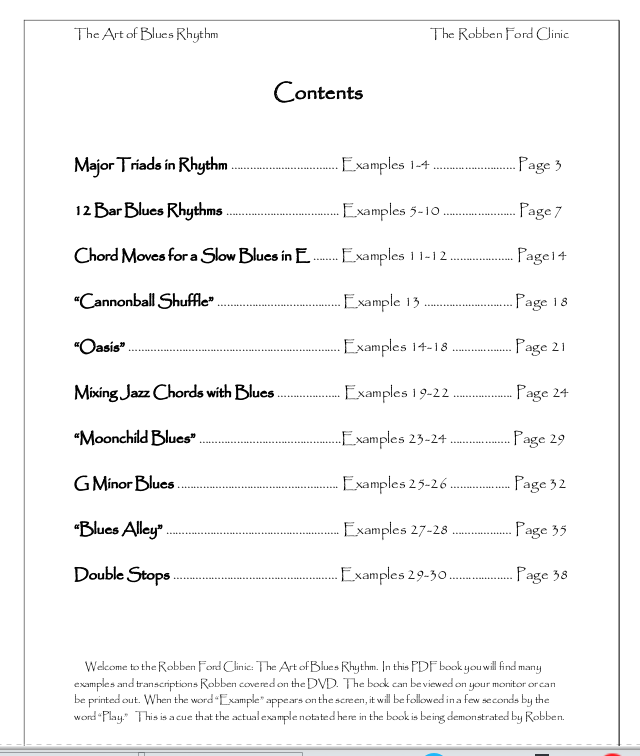 The Art of Blues Rhythm The Robben Ford Clinic
Contents
Major Triads in Rhythm .................................. Examples 1-4 .......................... Page 3
12 Bar Blues Rhythms .................................... Examples 5-10 ....................... Page 7
Chord Moves for a Slow Blues in E ........ Examples 11-12 .................... Page14
“Cannonball Shuffle” ....................................... Example 13 ............................ Page 18
“Oasis” ................................................................... Examples 14-18 ................... Page 21
Mixing Jazz Chords with Blues .................... Examples 19-22 ................... Page 24
“Moonchild Blues” .............................................Examples 23-24 ................... Page 29
G Minor Blues ................................................... Examples 25-26 ................... Page 32
“Blues Alley” ....................................................... Examples 27-28 ................... Page 35
Double Stops .................................................... Examples 29-30 .................... Page 38
Welcome to the Robben Ford Clinic: The Art of Blues Rhythm. In this PDF book you will find many
examples and transcriptions Robben covered on the DVD. The book can be viewed on your monitor or can
be printed out. When the word “Example” appears on the screen, it will be followed in a few seconds by the
word “Play.” This is a cue that the actual example notated here in the book is being demonstrated by Robben.